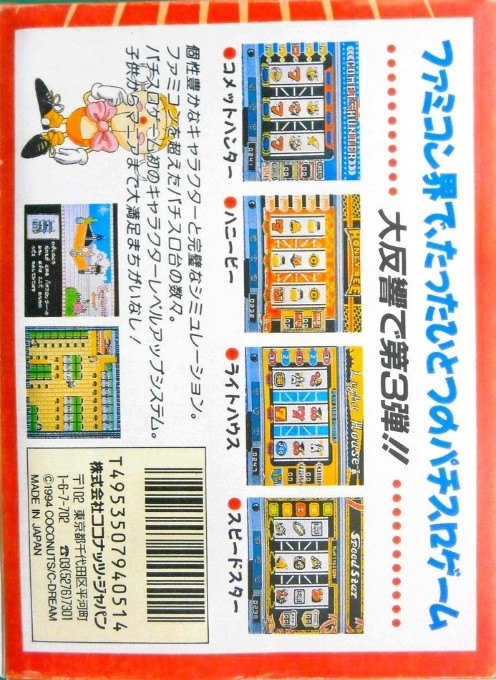 ファミコン界でたったひとつのパチスロゲーム
大反響で第3弾!!
COMET HUNTER
HONEY BEE
Light House
Speed Star
●コメットハンター
●ハニービー
●ライトハウス
●スピードスター
個性豊かなキャラクターと完璧なシミュレーション。
ファミコンを超えたパチスロ台の数々。
パチスロゲーム初のキャラクターレベルアップシステム。
子供からマニアまで大満足まちがいなし！
T4953507940514
株式会社ココナッツ・ジャパン
〒102 東京都千代田区平河町
1-6-7-702 ☎03(5276)7301
©1994 COCONUTS/C-DREAM
MADE IN JAPAN